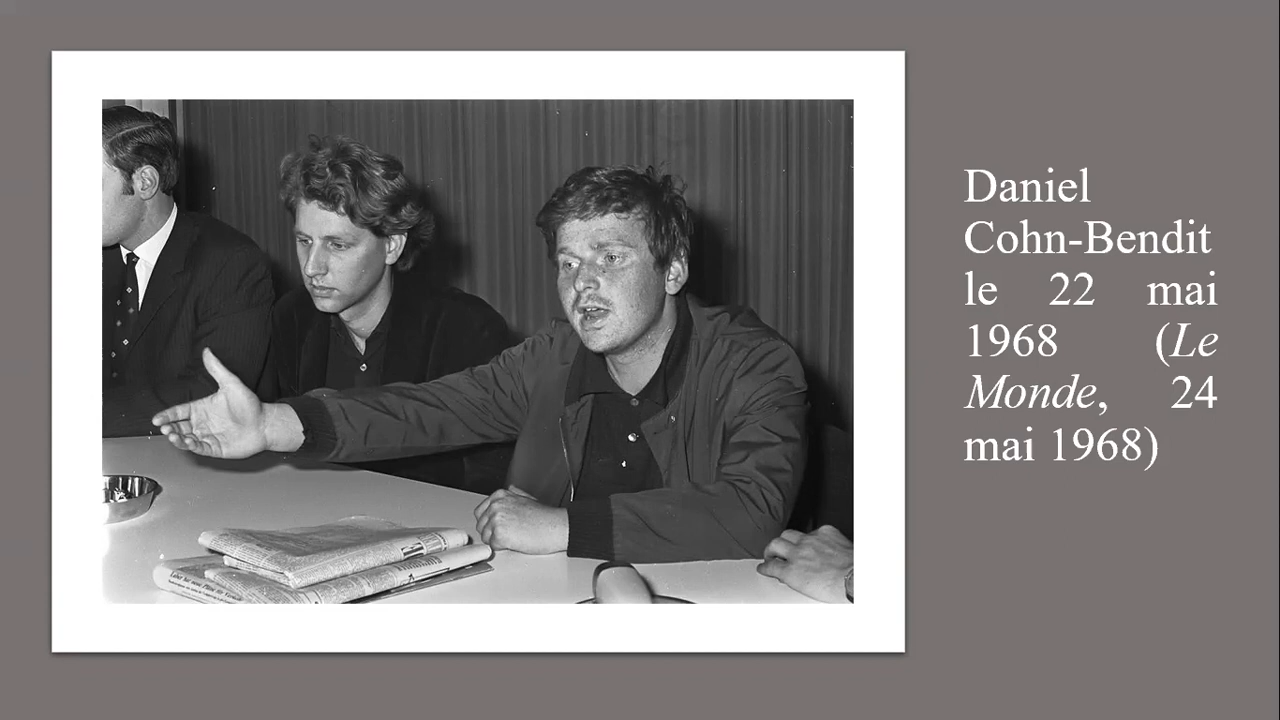 Daniel
Cohn-Bendit
le 22 mai
1968 (Le
Monde, 24
mai 1968)